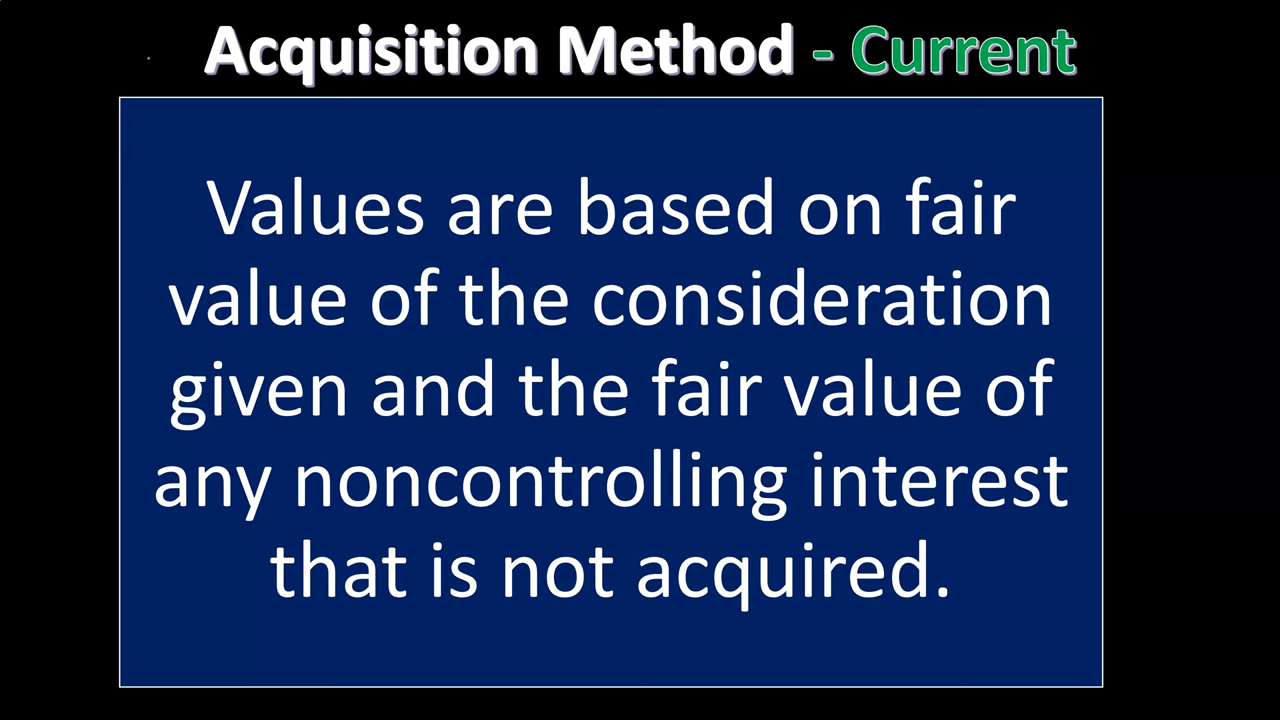 Acquisition Method - Current
Values are based on fair
value of the consideration
given and the fair value of
any noncontrolling interest
that is not acquired.